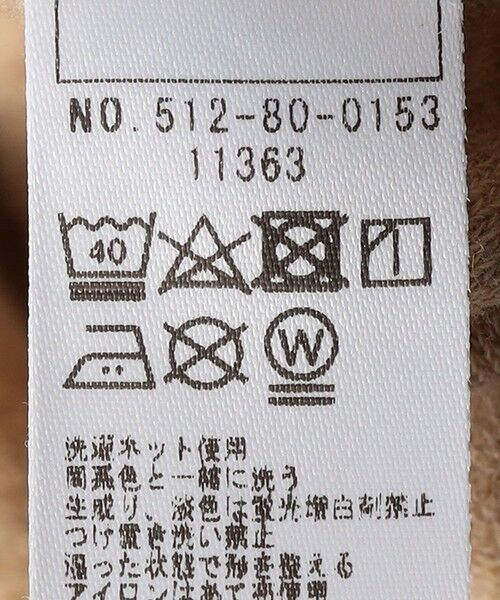 NO.512-80-0153
11363
40
W
洗濯ネット使用
同系色と一緒に洗う
生成り、淡色は蛍光増白剤禁止
つけ置き洗い禁止
湿った状態で形を整える
アイロンはあて布使用